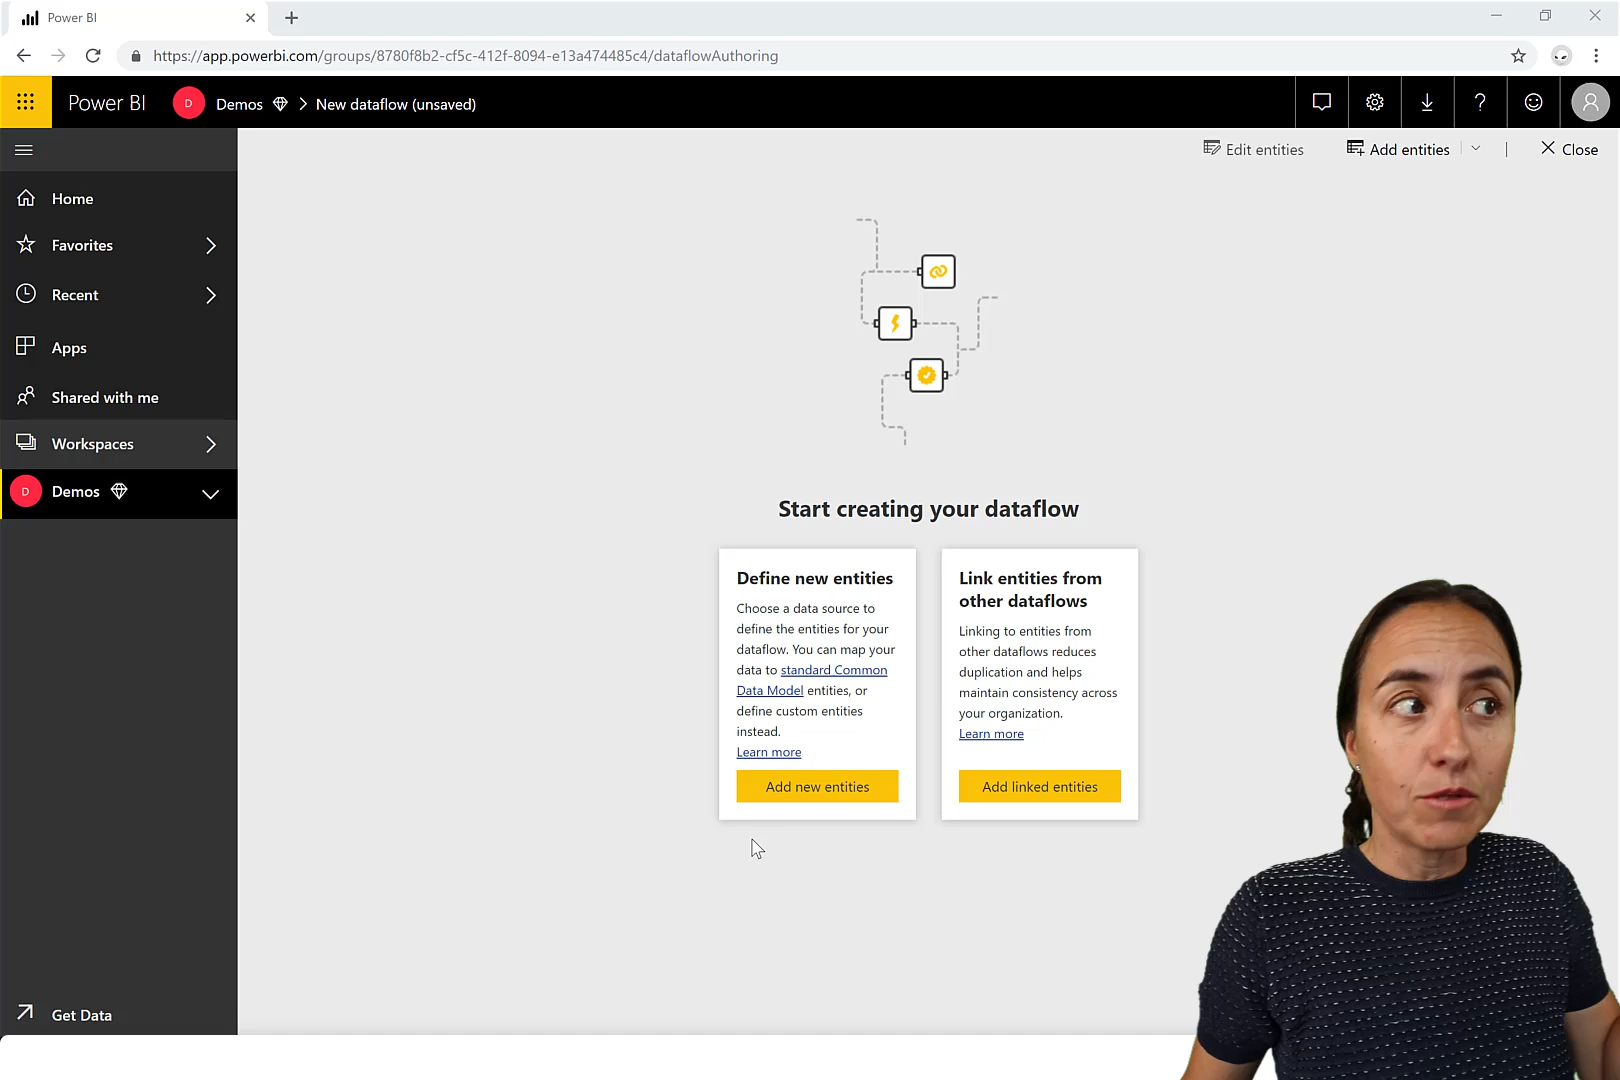 Power BI
https://app.powerbi.com/groups/8780f8b2-cf5c-412f-8094-e13a474485c4/dataflowAuthoring
Power BI D Demos > New dataflow (unsaved) ?
Edit entities Add entities | Close
Home
Favorites
Recent
Apps
Shared with me
Workspaces
D Demos
Start creating your dataflow
Define new entities
Choose a data source to
define the entities for your
dataflow. You can map your
data to standard Common
Data Model entities, or
define custom entities
instead.
Learn more
Add new entities
Link entities from
other dataflows
Linking to entities from
other dataflows reduces
duplication and helps
maintain consistency across
your organization.
Learn more
Add linked entities
Get Data